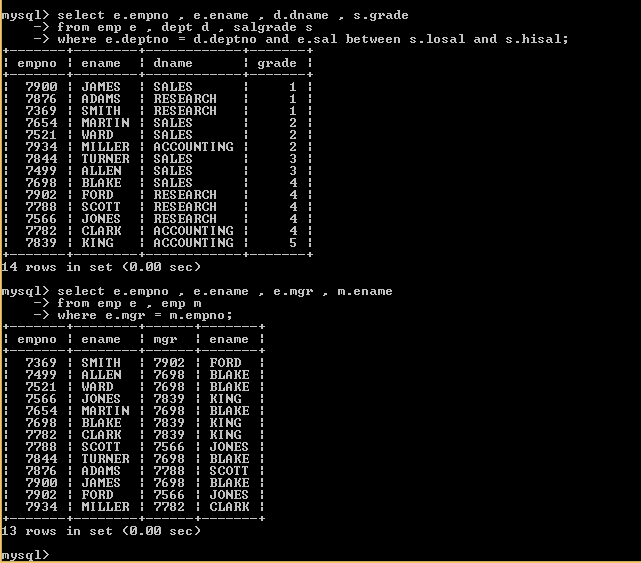 mysql> select e.empno , e.ename , d.dname , s.grade
    -> from emp e , dept d , salgrade s
    -> where e.deptno = d.deptno and e.sal between s.losal and s.hisal;
+-------+--------+------------+-------+
| empno | ename  | dname      | grade |
+-------+--------+------------+-------+
|  7900 | JAMES  | SALES      |     1 |
|  7876 | ADAMS  | RESEARCH   |     1 |
|  7369 | SMITH  | RESEARCH   |     1 |
|  7654 | MARTIN | SALES      |     2 |
|  7521 | WARD   | SALES      |     2 |
|  7934 | MILLER | ACCOUNTING |     2 |
|  7844 | TURNER | SALES      |     3 |
|  7499 | ALLEN  | SALES      |     3 |
|  7698 | BLAKE  | SALES      |     4 |
|  7902 | FORD   | RESEARCH   |     4 |
|  7788 | SCOTT  | RESEARCH   |     4 |
|  7566 | JONES  | RESEARCH   |     4 |
|  7782 | CLARK  | ACCOUNTING |     4 |
|  7839 | KING   | ACCOUNTING |     5 |
+-------+--------+------------+-------+
14 rows in set (0.00 sec)
mysql> select e.empno , e.ename , e.mgr , m.ename
    -> from emp e , emp m
    -> where e.mgr = m.empno;
+-------+--------+------+-------+
| empno | ename  | mgr  | ename |
+-------+--------+------+-------+
|  7369 | SMITH  | 7902 | FORD  |
|  7499 | ALLEN  | 7698 | BLAKE |
|  7521 | WARD   | 7698 | BLAKE |
|  7566 | JONES  | 7839 | KING  |
|  7654 | MARTIN | 7698 | BLAKE |
|  7698 | BLAKE  | 7839 | KING  |
|  7782 | CLARK  | 7839 | KING  |
|  7788 | SCOTT  | 7566 | JONES |
|  7844 | TURNER | 7698 | BLAKE |
|  7876 | ADAMS  | 7788 | SCOTT |
|  7900 | JAMES  | 7698 | BLAKE |
|  7902 | FORD   | 7566 | JONES |
|  7934 | MILLER | 7782 | CLARK |
+-------+--------+------+-------+
13 rows in set (0.00 sec)
mysql>